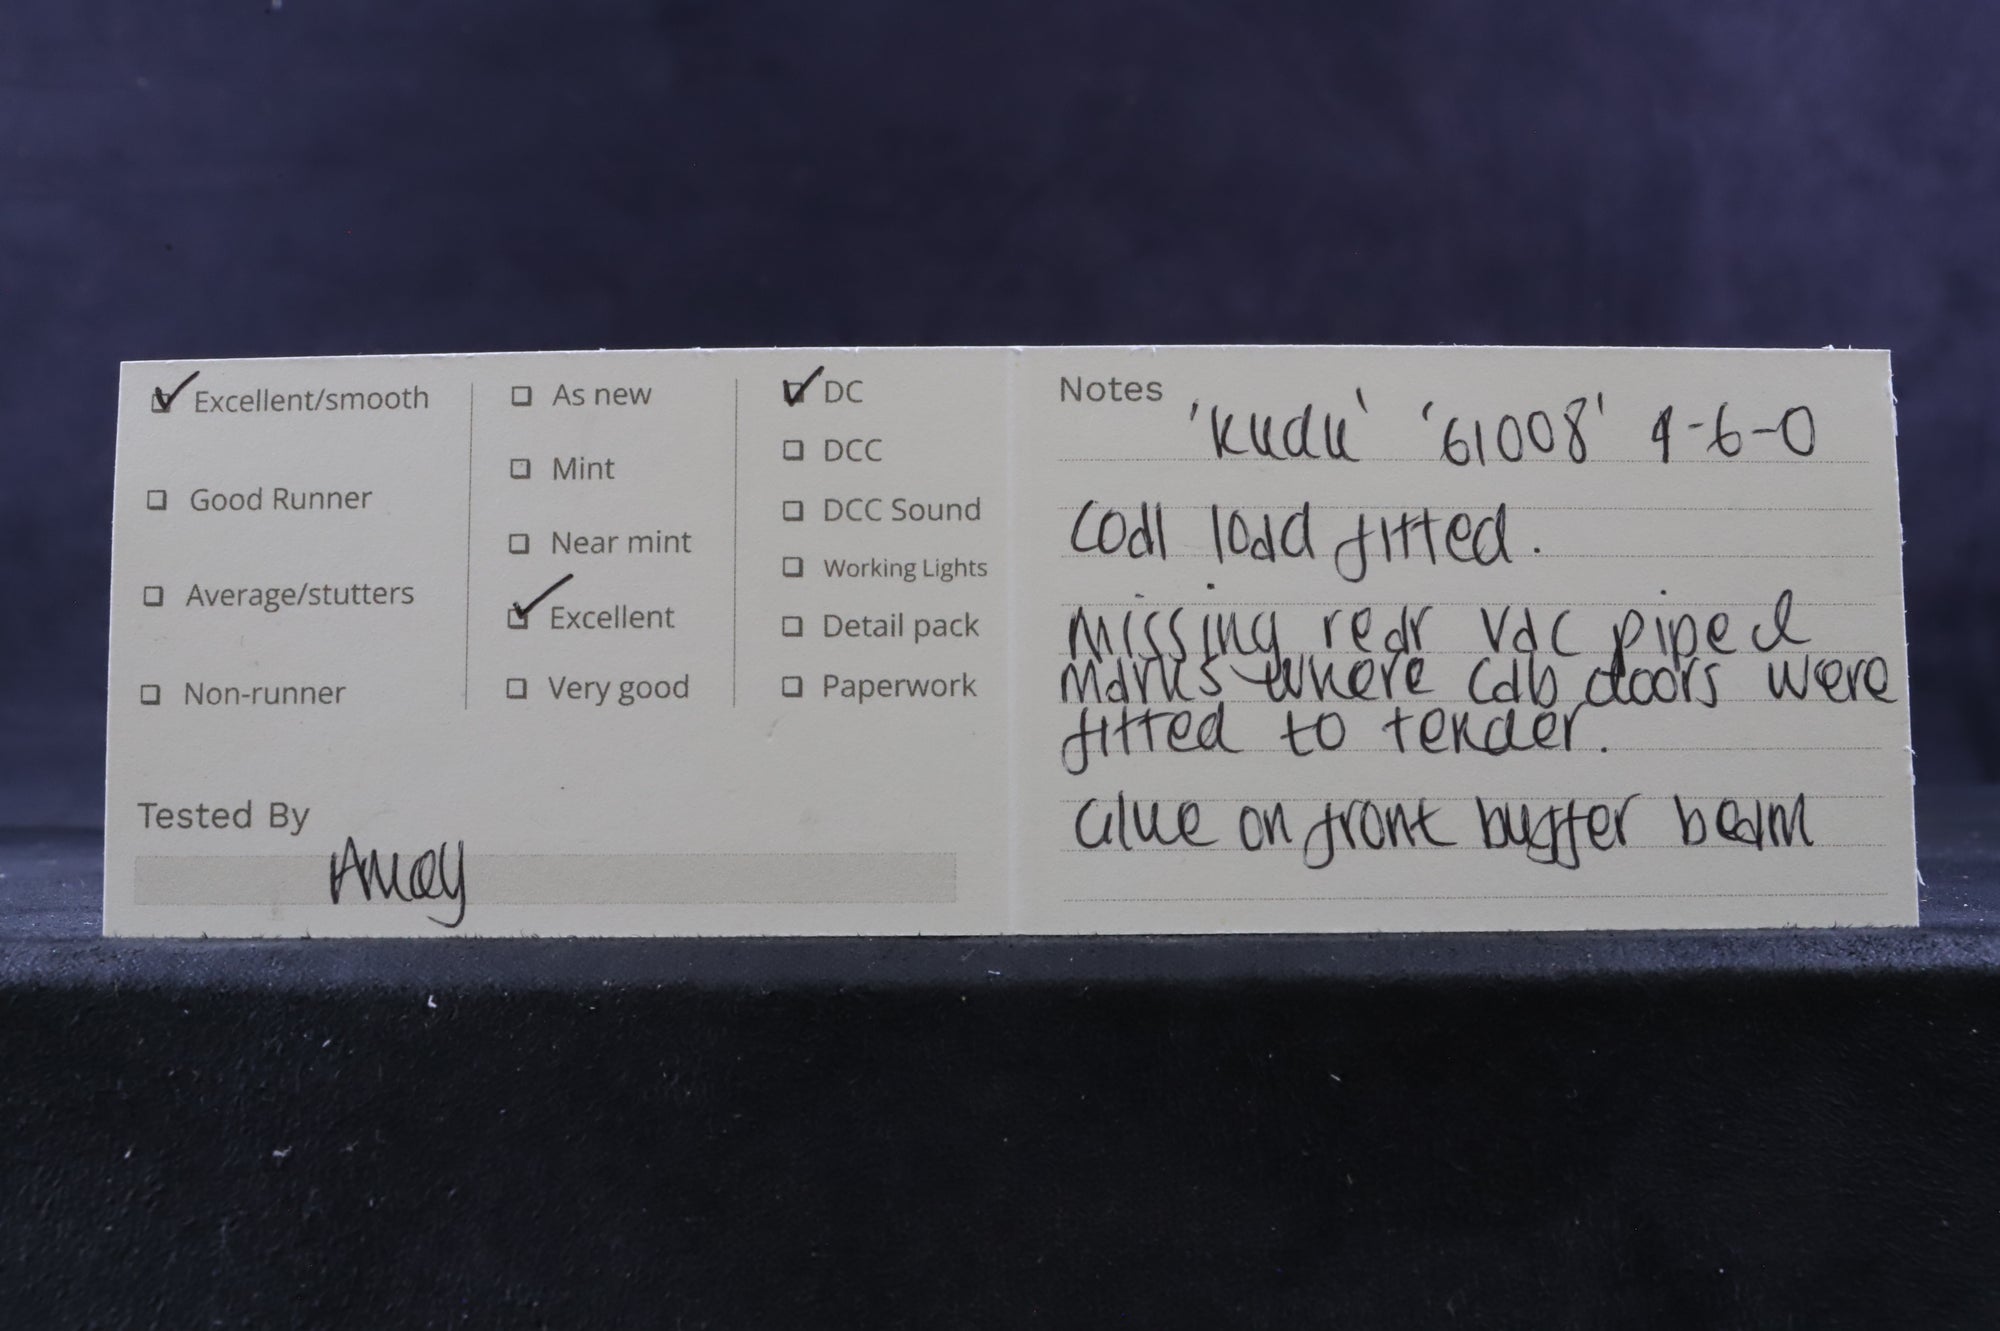 Excellent/smooth
Good Runner
Average/stutters
Non-runner
As new
Mint
Near mint
Excellent
Very good
DC
DCC
DCC Sound
Working Lights
Detail pack
Paperwork
Tested By
Andy
Notes
'Kudu' '61008' 4-6-0
Coal load fitted.
missing rear vac pipe &
marks where cab doors were
fitted to tender.
Glue on front buffer beam